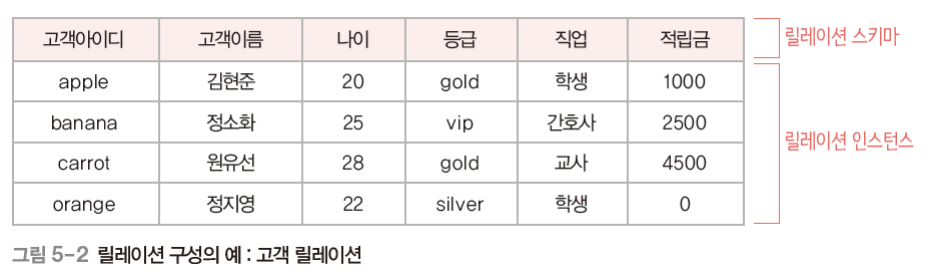 고객아이디 고객이름 나이 등급 직업 적립금 릴레이션 스키마
apple 김현준 20 gold 학생 1000
banana 정소화 25 vip 간호사 2500
릴레이션 인스턴스
carrot 원유선 28 gold 교사 4500
orange 정지영 22 silver 학생 0
그림 5-2 릴레이션 구성의 예 : 고객 릴레이션